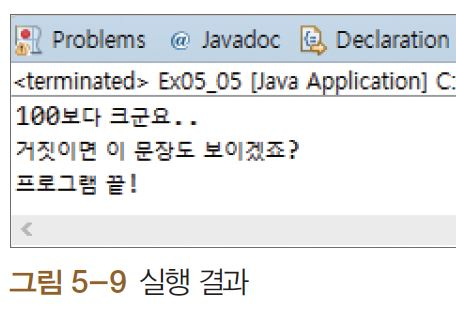 Problems @ Javadoc Declaration
<terminated> Ex05_05 [Java Application] C:
100보다 크군요..
거짓이면 이 문장도 보이겠죠?
프로그램 끝!
그림 5-9 실행 결과